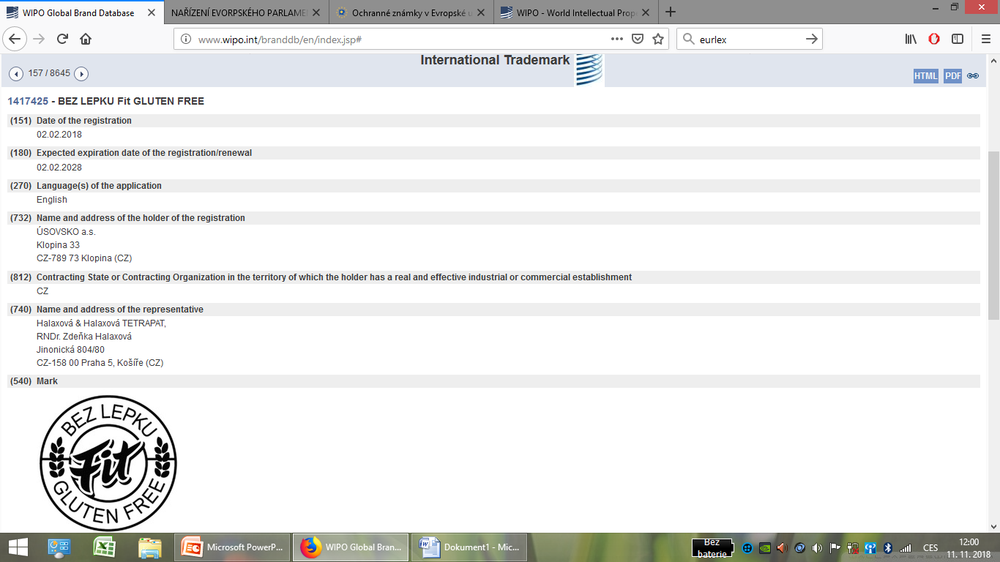 WIPO Global Brand Database
NAŘÍZENÍ EVORPSKÉHO PARLAME
Ochranné známky v Evropské u
WIPO - World Intellectual Prop
www.wipo.int/branddb/en/index.jsp#
eurlex
International Trademark
157 / 8645
HTML PDF
1417425 - BEZ LEPKU Fit GLUTEN FREE
(151) Date of the registration
02.02.2018
(180) Expected expiration date of the registration/renewal
02.02.2028
(270) Language(s) of the application
English
(732) Name and address of the holder of the registration
ÚSOVSKO a.s.
Klopina 33
CZ-789 73 Klopina (CZ)
(812) Contracting State or Contracting Organization in the territory of which the holder has a real and effective industrial or commercial establishment
CZ
(740) Name and address of the representative
Halaxová & Halaxová TETRAPAT,
RNDr. Zdeňka Halaxová
Jinonická 804/80
CZ-158 00 Praha 5, Košíře (CZ)
(540) Mark
BEZ LEPKU
Fit
GLUTEN FREE
Microsoft PowerP...
WIPO Global Bran...
Dokument1 - Mic...
Bez
baterie
CES
12:00
11. 11. 2018